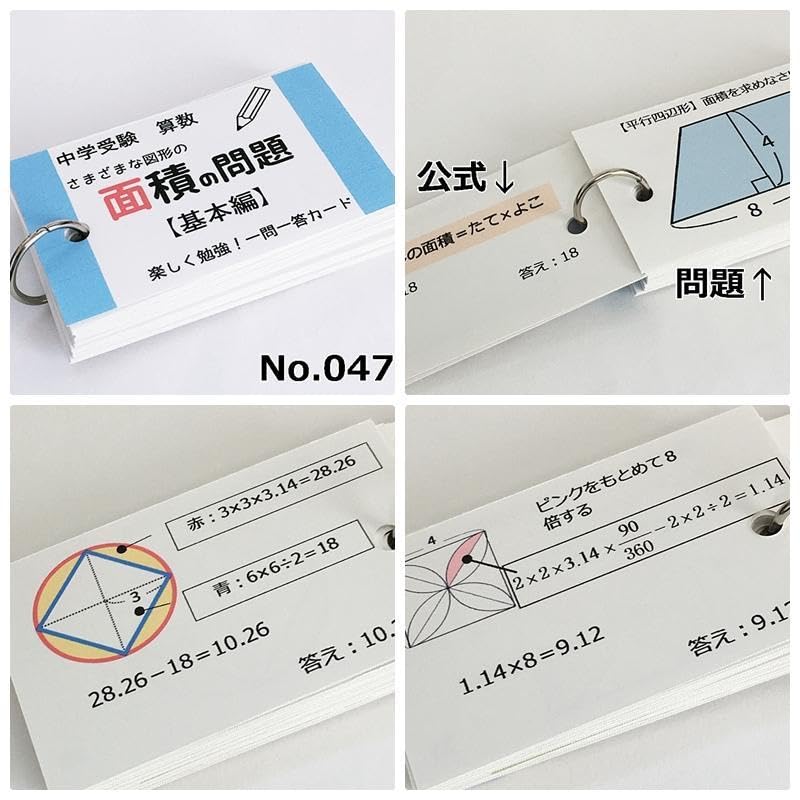 中学受験 算数
さまざまな図形の
面積の問題
【基本編】
楽しく勉強！一問一答カード
No.047
公式↓
の面積＝たて×よこ
18
答え：18
【平行四辺形】面積を求めなさい
4
8
問題↑
赤：3×3×3.14=28.26
青：6×6÷2=18
3
28.26－18＝10.26
答え：10.
ピンクをもとめて8
倍する
4
2×2×3.14×90/360－2×2÷2＝1.14
1.14×8＝9.12
答え：9.12